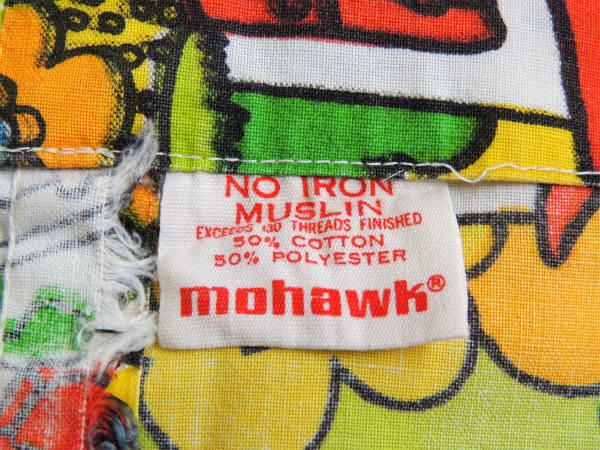 NO IRON
MUSLIN
EXCEEDS 130 THREADS FINISHED
50% COTTON
50% POLYESTER
mohawk®